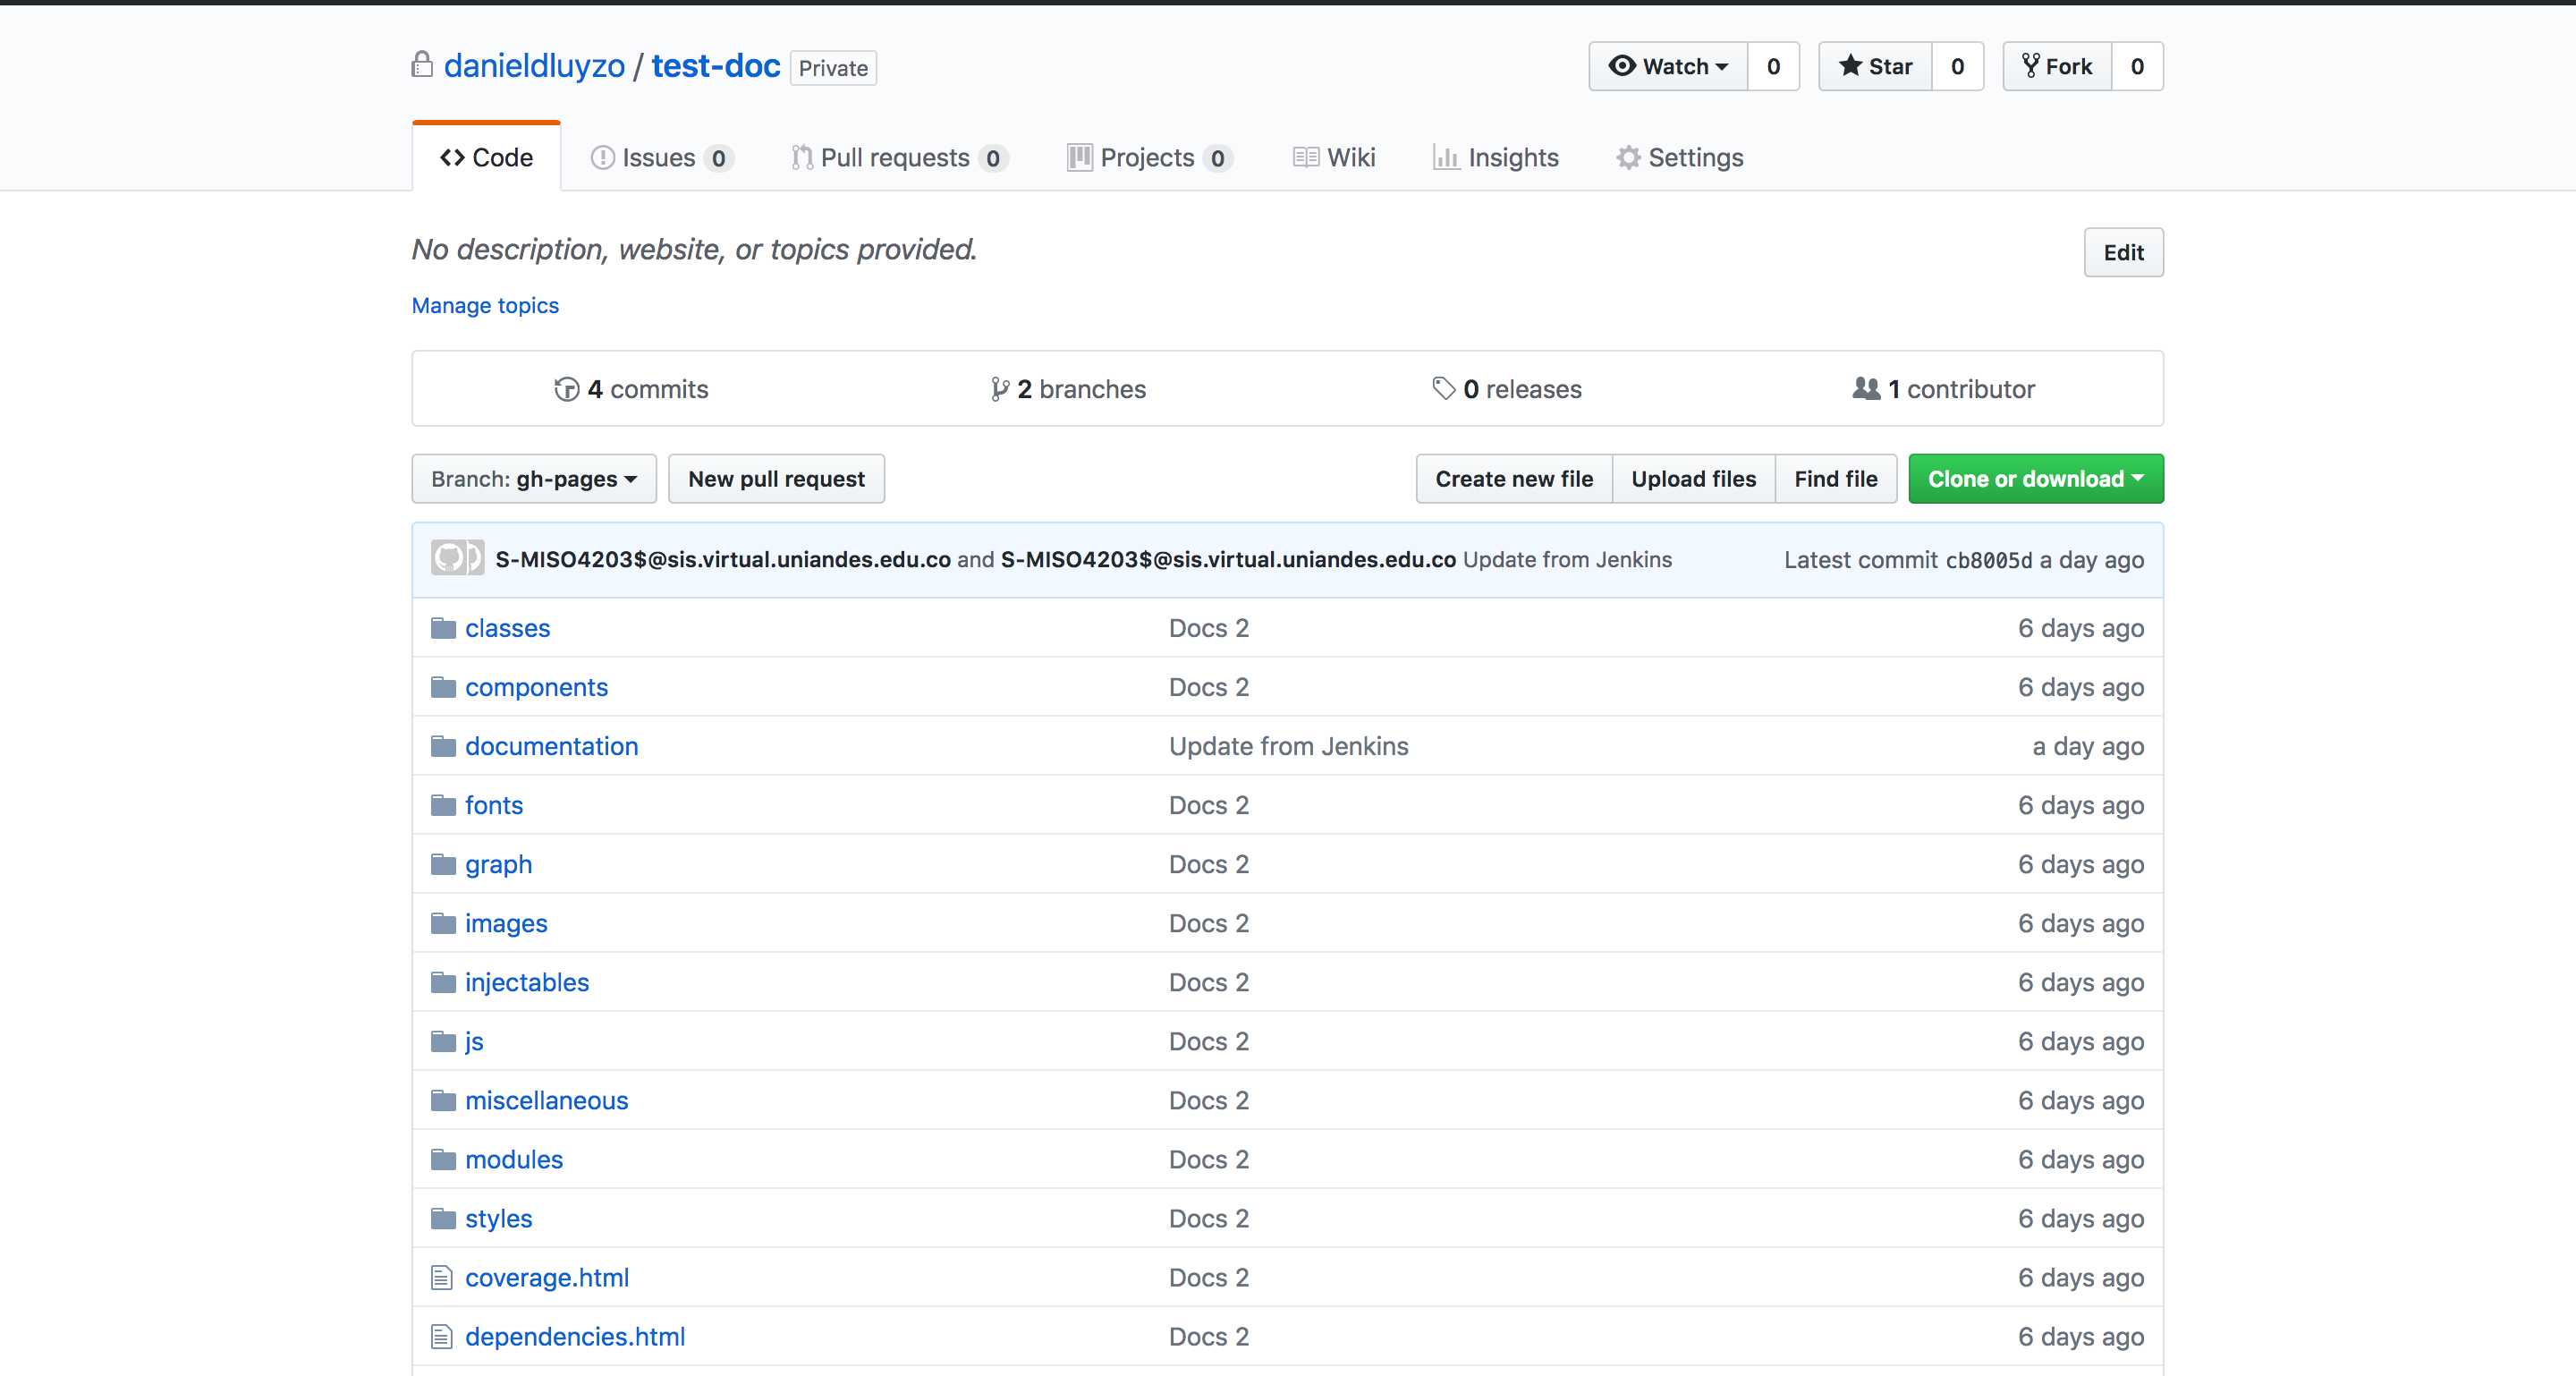 danieldluyzo / test-doc Private Watch 0 Star 0 Fork 0
Code Issues 0 Pull requests 0 Projects 0 Wiki Insights Settings
No description, website, or topics provided. Edit
Manage topics
4 commits 2 branches 0 releases 1 contributor
Branch: gh-pages New pull request Create new file Upload files Find file Clone or download
S-MISO4203$@sis.virtual.uniandes.edu.co and S-MISO4203$@sis.virtual.uniandes.edu.co Update from Jenkins Latest commit cb8005d a day ago
classes Docs 2 6 days ago
components Docs 2 6 days ago
documentation Update from Jenkins a day ago
fonts Docs 2 6 days ago
graph Docs 2 6 days ago
images Docs 2 6 days ago
injectables Docs 2 6 days ago
js Docs 2 6 days ago
miscellaneous Docs 2 6 days ago
modules Docs 2 6 days ago
styles Docs 2 6 days ago
coverage.html Docs 2 6 days ago
dependencies.html Docs 2 6 days ago